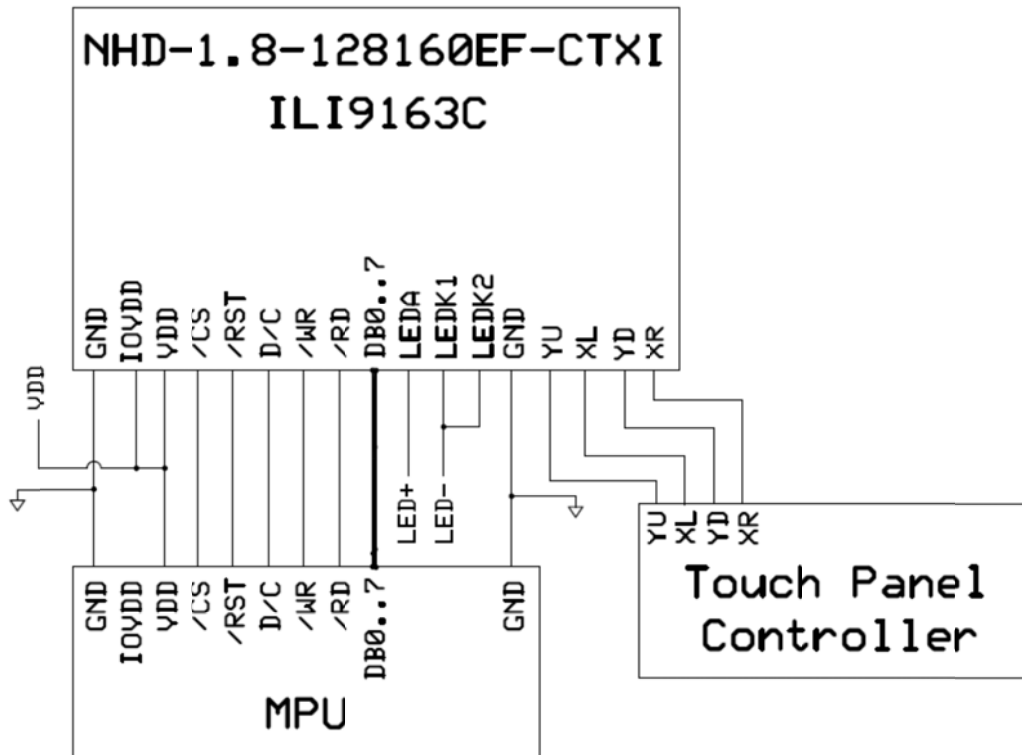 NHD-1.8-128160EF-CTXI
ILI9163C
GND
IOVDD
VDD
/CS
/RST
D/C
/WR
/RD
DB0..7
LEDA
LEDK1
LEDK2
GND
YU
XL
YD
XR
VDD
LED+
LED-
GND
IOVDD
VDD
/CS
/RST
D/C
/WR
/RD
DB0..7
GND
MPU
YU
XL
YD
XR
Touch Panel
Controller